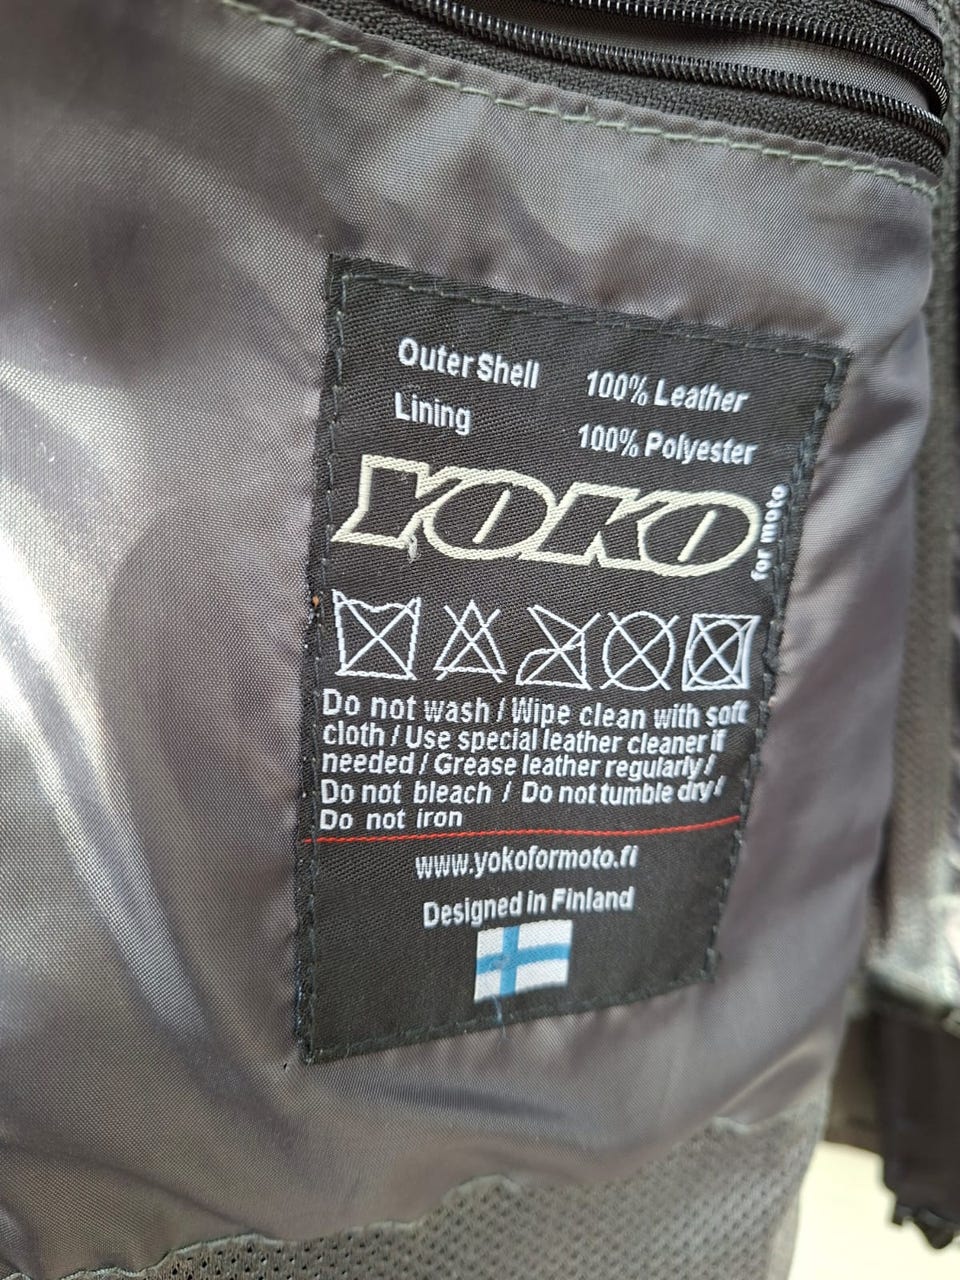 Outer Shell 100% Leather
Lining 100% Polyester
YOKO for moto
Do not wash / Wipe clean with soft
cloth / Use special leather cleaner if
needed / Grease leather regularly /
Do not bleach / Do not tumble dry /
Do not iron
www.yokoformoto.fi
Designed in Finland